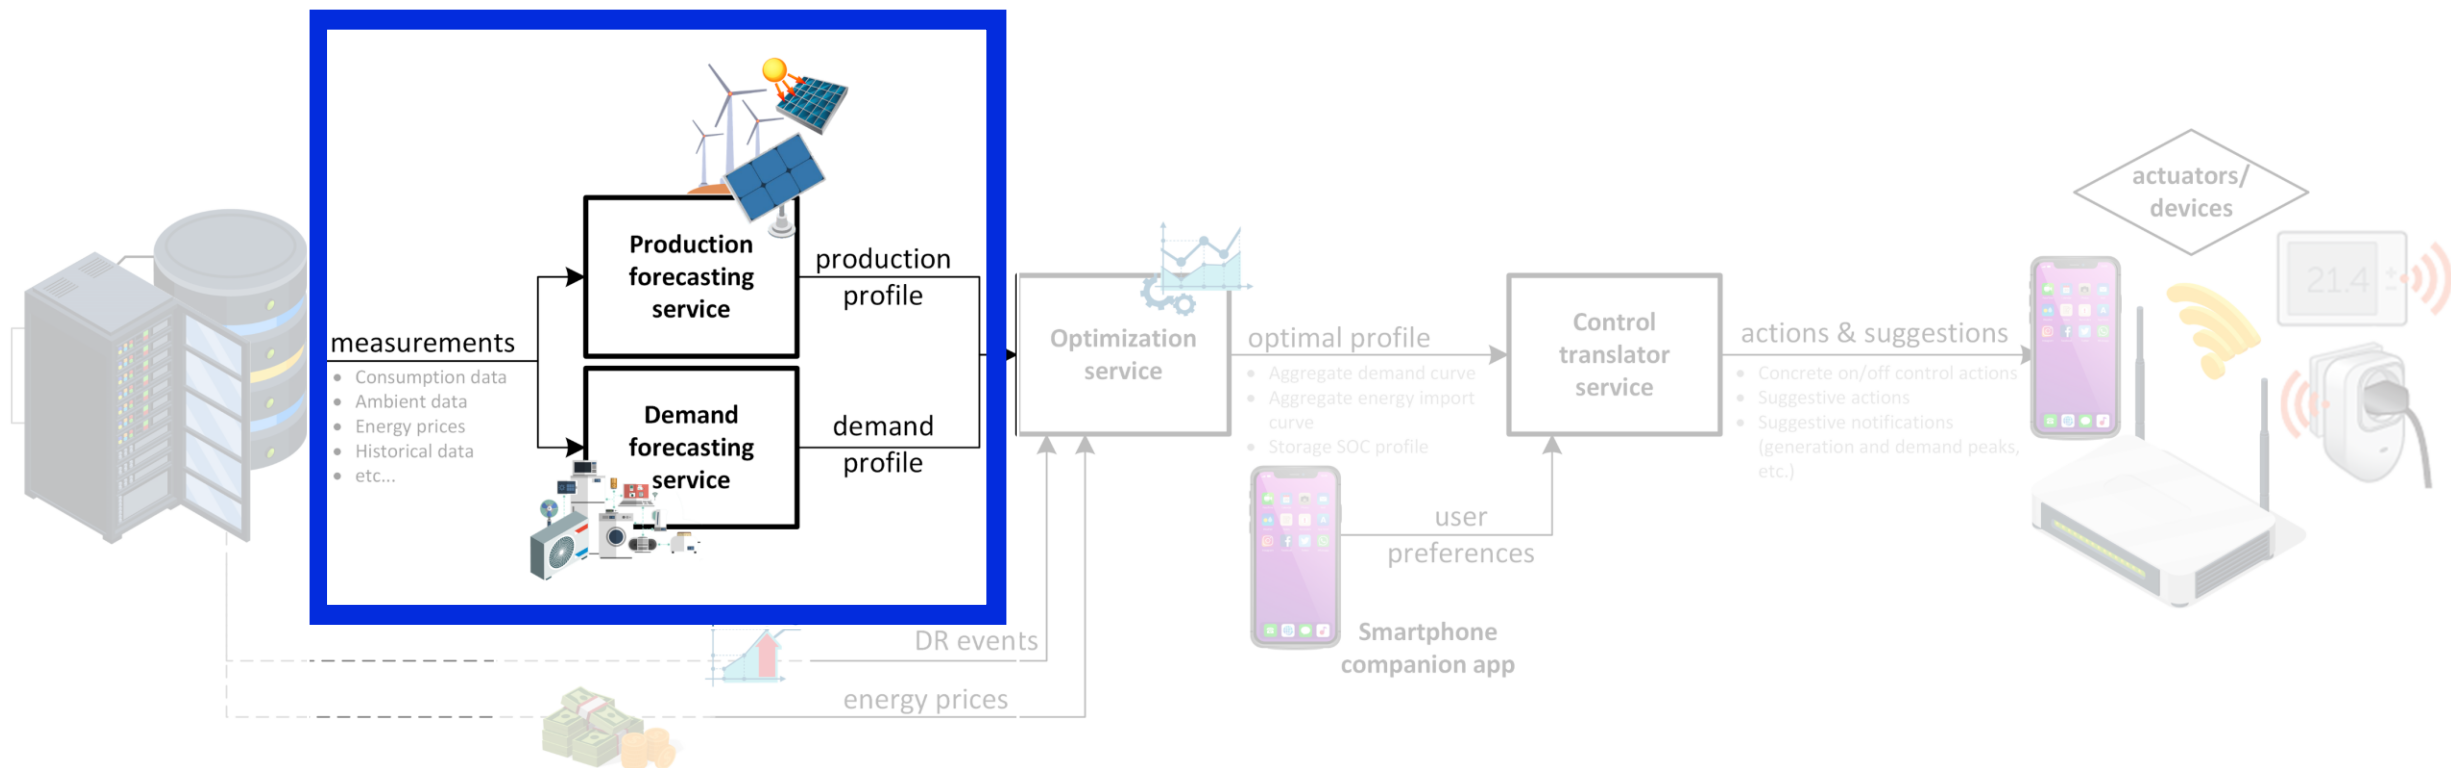 measurements
• Consumption data
• Ambient data
• Energy prices
• Historical data
• etc...
Production
forecasting
service
Demand
forecasting
service
production
profile
demand
profile
DR events
energy prices
Optimization
service
optimal profile
• Aggregate demand curve
• Aggregate energy import
curve
• Storage SOC profile
user
preferences
Smartphone
companion app
Control
translator
service
actions & suggestions
• Concrete on/off control actions
• Suggestive actions
• Suggestive notifications
(generation and demand peaks,
etc.)
actuators/
devices
21.4